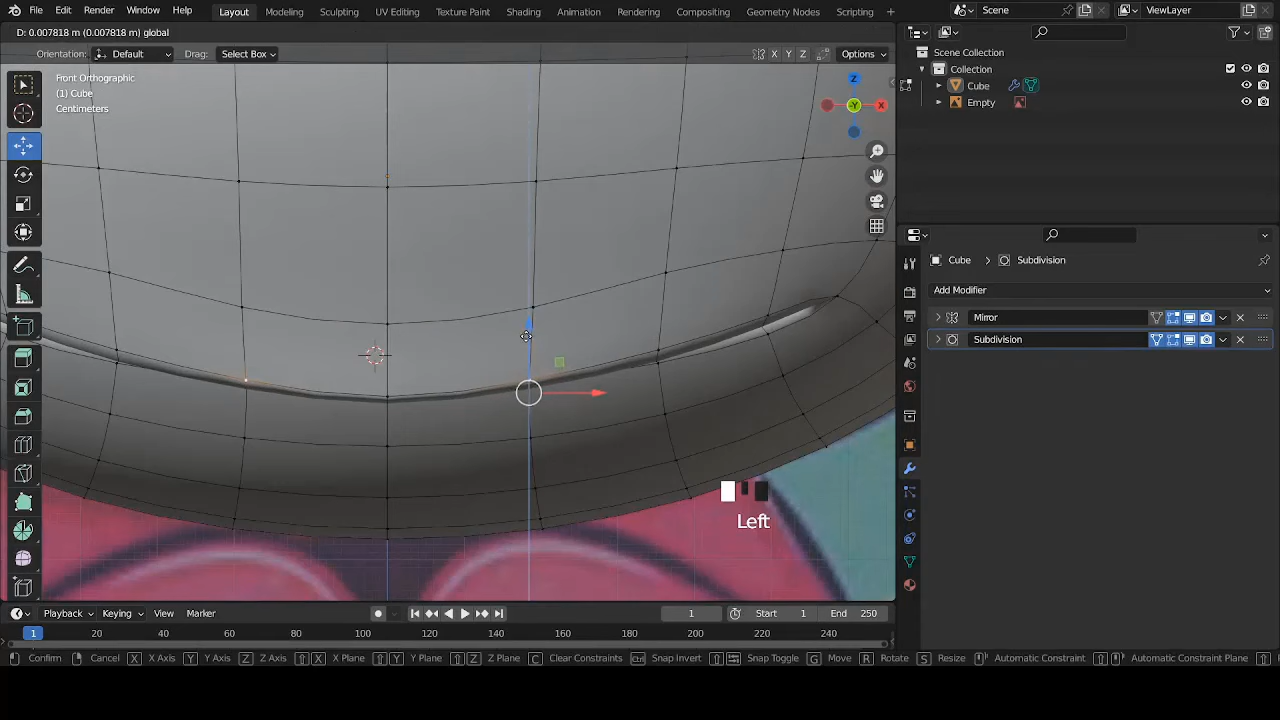 File Edit Render Window Help Layout Modeling Sculpting UV Editing Texture Paint Shading Animation Rendering Compositing Geometry Nodes Scripting Scene ViewLayer
D: 0.007818 m (0.007818 m) global
Orientation: Default Drag: Select Box X Y Z Options
Front Orthographic
(1) Cube
Centimeters
Z
Y
X
Scene Collection
Collection
Cube
Empty
Cube > Subdivision
Add Modifier
Mirror
Subdivision
Left
Playback Keying View Marker 1 Start 1 End 250
1 20 40 60 80 100 120 140 160 180 200 220 240
Confirm Cancel X X Axis Y Y Axis Z Z Axis X X Plane Y Y Plane Z Z Plane C Clear Constraints Snap Invert Snap Toggle G Move R Rotate S Resize Automatic Constraint Automatic Constraint Plane